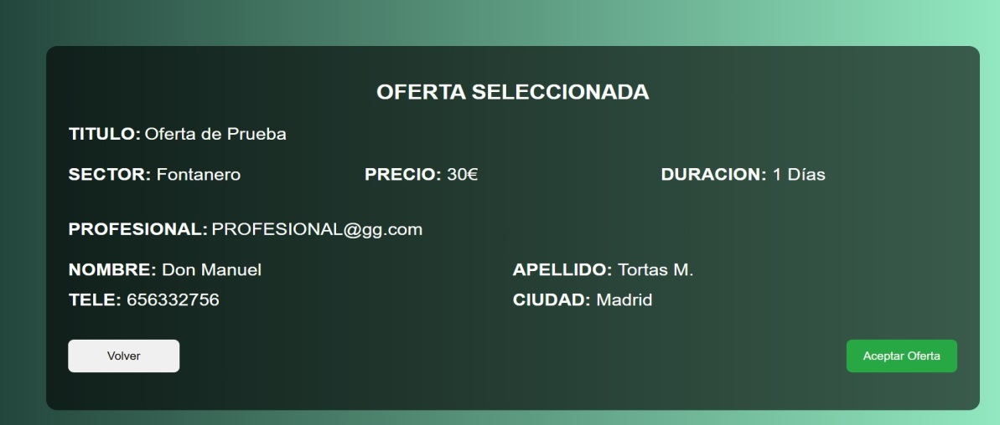 OFERTA SELECCIONADA
TITULO: Oferta de Prueba
SECTOR: Fontanero PRECIO: 30€ DURACION: 1 Días
PROFESIONAL: PROFESIONAL@gg.com
NOMBRE: Don Manuel APELLIDO: Tortas M.
TELE: 656332756 CIUDAD: Madrid
Volver Aceptar Oferta